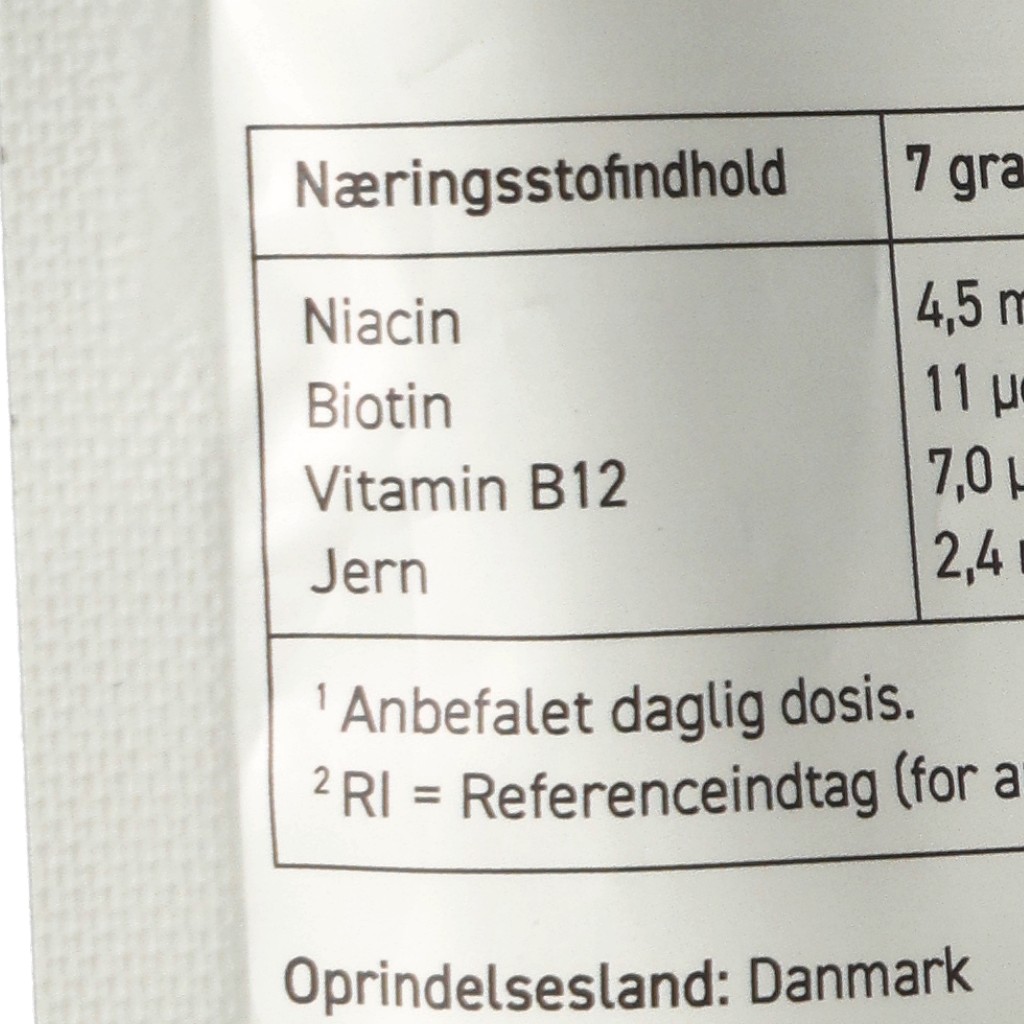 Næringsstofindhold 7 gra
Niacin 4,5 m
Biotin 11 µg
Vitamin B12 7,0 µ
Jern 2,4
¹ Anbefalet daglig dosis.
² RI = Referenceindtag (for a
Oprindelsesland: Danmark